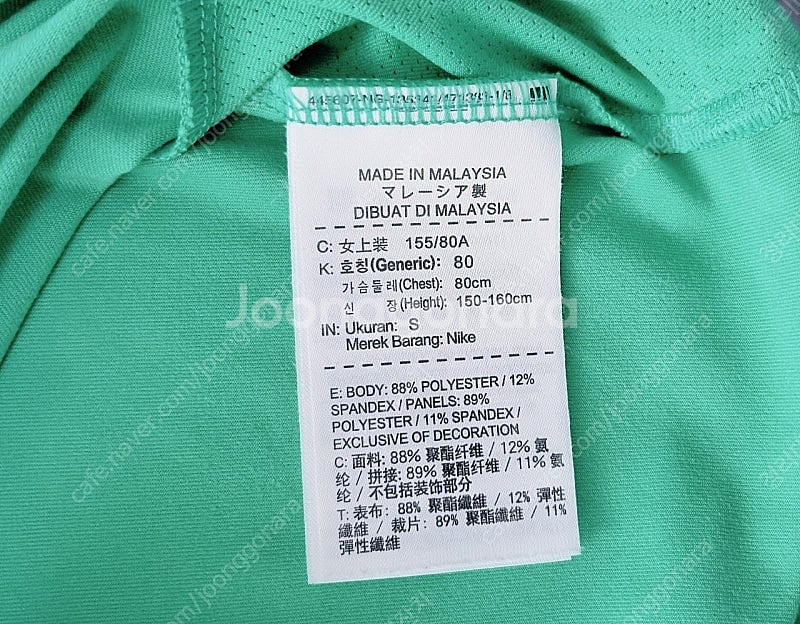 MADE IN MALAYSIA
マレーシア製
DIBUAT DI MALAYSIA
C: 女上装 155/80A
K: 호칭(Generic): 80
가슴둘레(Chest): 80cm
신 장(Height): 150-160cm
iN: Ukuran: S
Merek Barang: Nike
E: BODY: 88% POLYESTER / 12%
SPANDEX / PANELS: 89%
POLYESTER / 11% SPANDEX /
EXCLUSIVE OF DECORATION
C: 面料: 88% 聚酯纤维 / 12% 氨
纶 / 拼接: 89% 聚酯纤维 / 11% 氨
纶 / 不包括装饰部分
T: 表布: 88% 聚酯纖維 / 12% 彈性
纖維 / 裁片: 89% 聚酯纖維 / 11%
彈性纖維
Joonggonara
cafe.naver.com/joonggonara